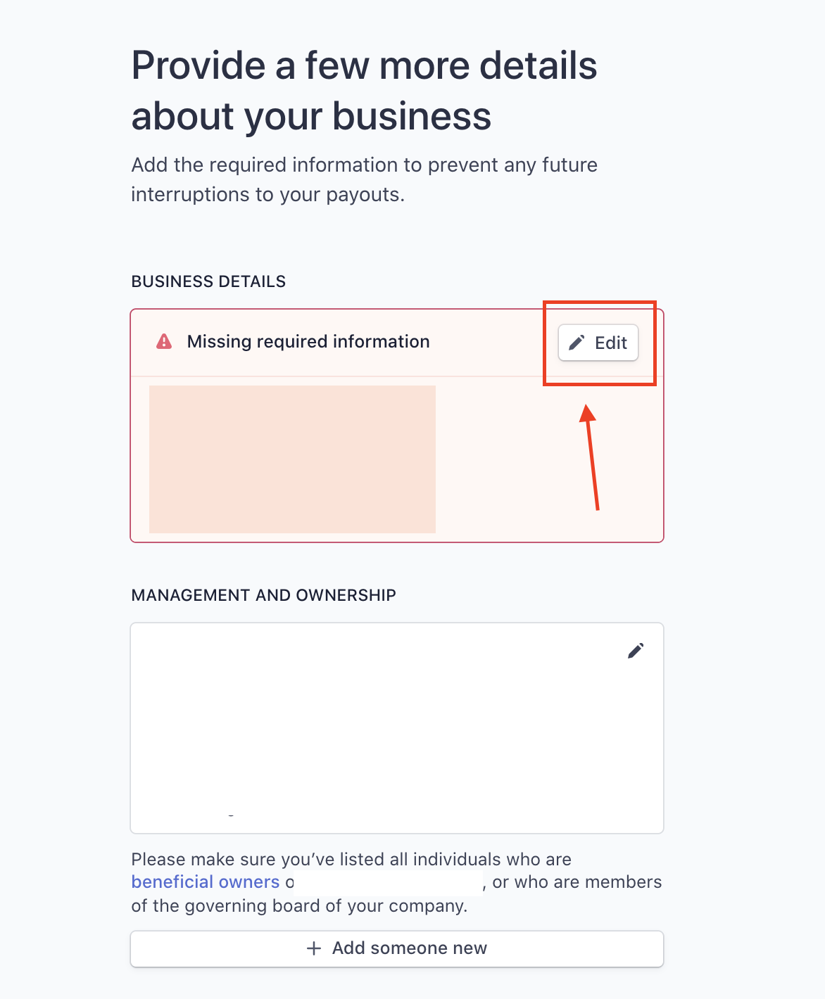 Provide a few more details
about your business
Add the required information to prevent any future
interruptions to your payouts.
BUSINESS DETAILS
Missing required information
Edit
MANAGEMENT AND OWNERSHIP
Please make sure you’ve listed all individuals who are
beneficial owners o , or who are members
of the governing board of your company.
+ Add someone new